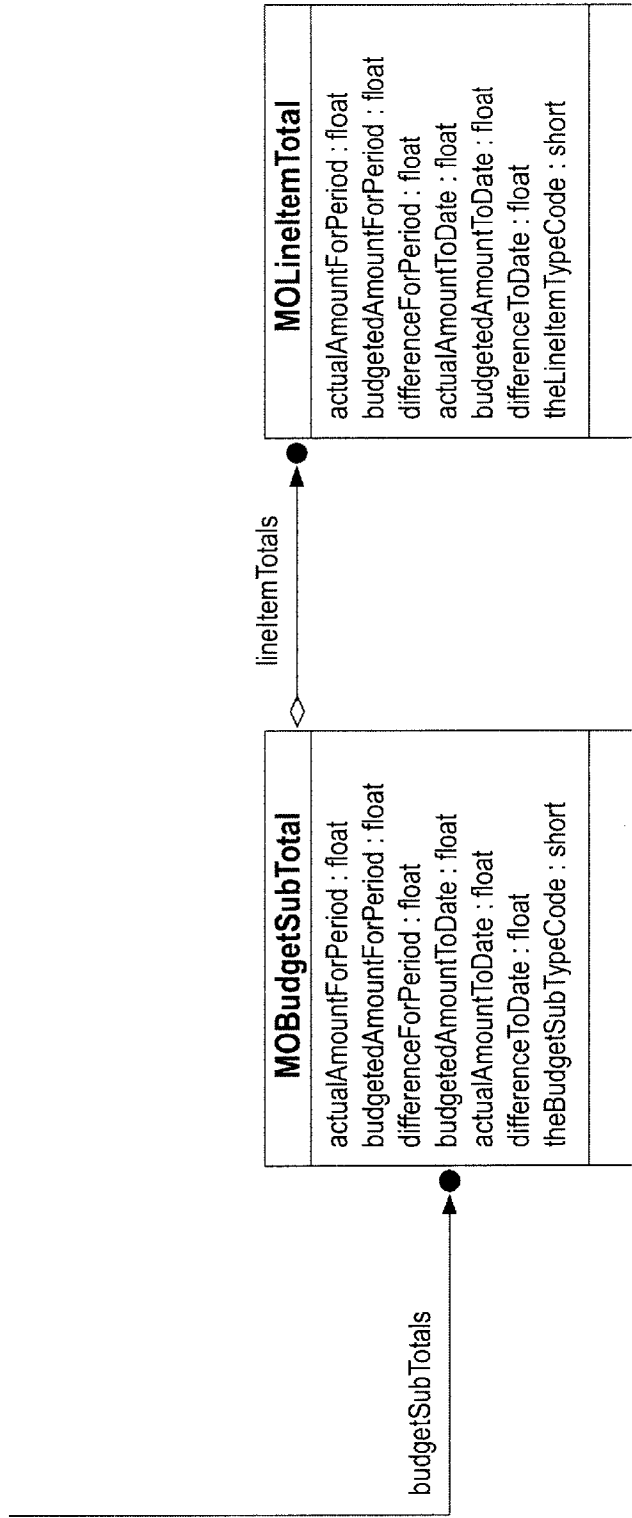 budgetSubTotals
MOBudgetSubTotal
actualAmountForPeriod : float
budgetedAmountForPeriod : float
differenceForPeriod : float
budgetedAmountToDate : float
actualAmountToDate : float
differenceToDate : float
theBudgetSubTypeCode : short
lineItemTotals
MOLineItemTotal
actualAmountForPeriod : float
budgetedAmountForPeriod : float
differenceForPeriod : float
actualAmountToDate : float
budgetedAmountToDate : float
differenceToDate : float
theLineItemTypeCode : short